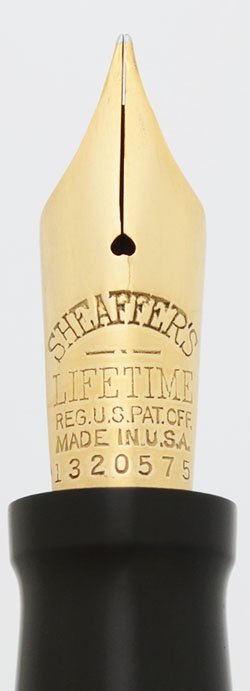 SHEAFFER'S
LIFETIME
REG.U.S.PAT.OFF.
MADE IN U.S.A.
1320575